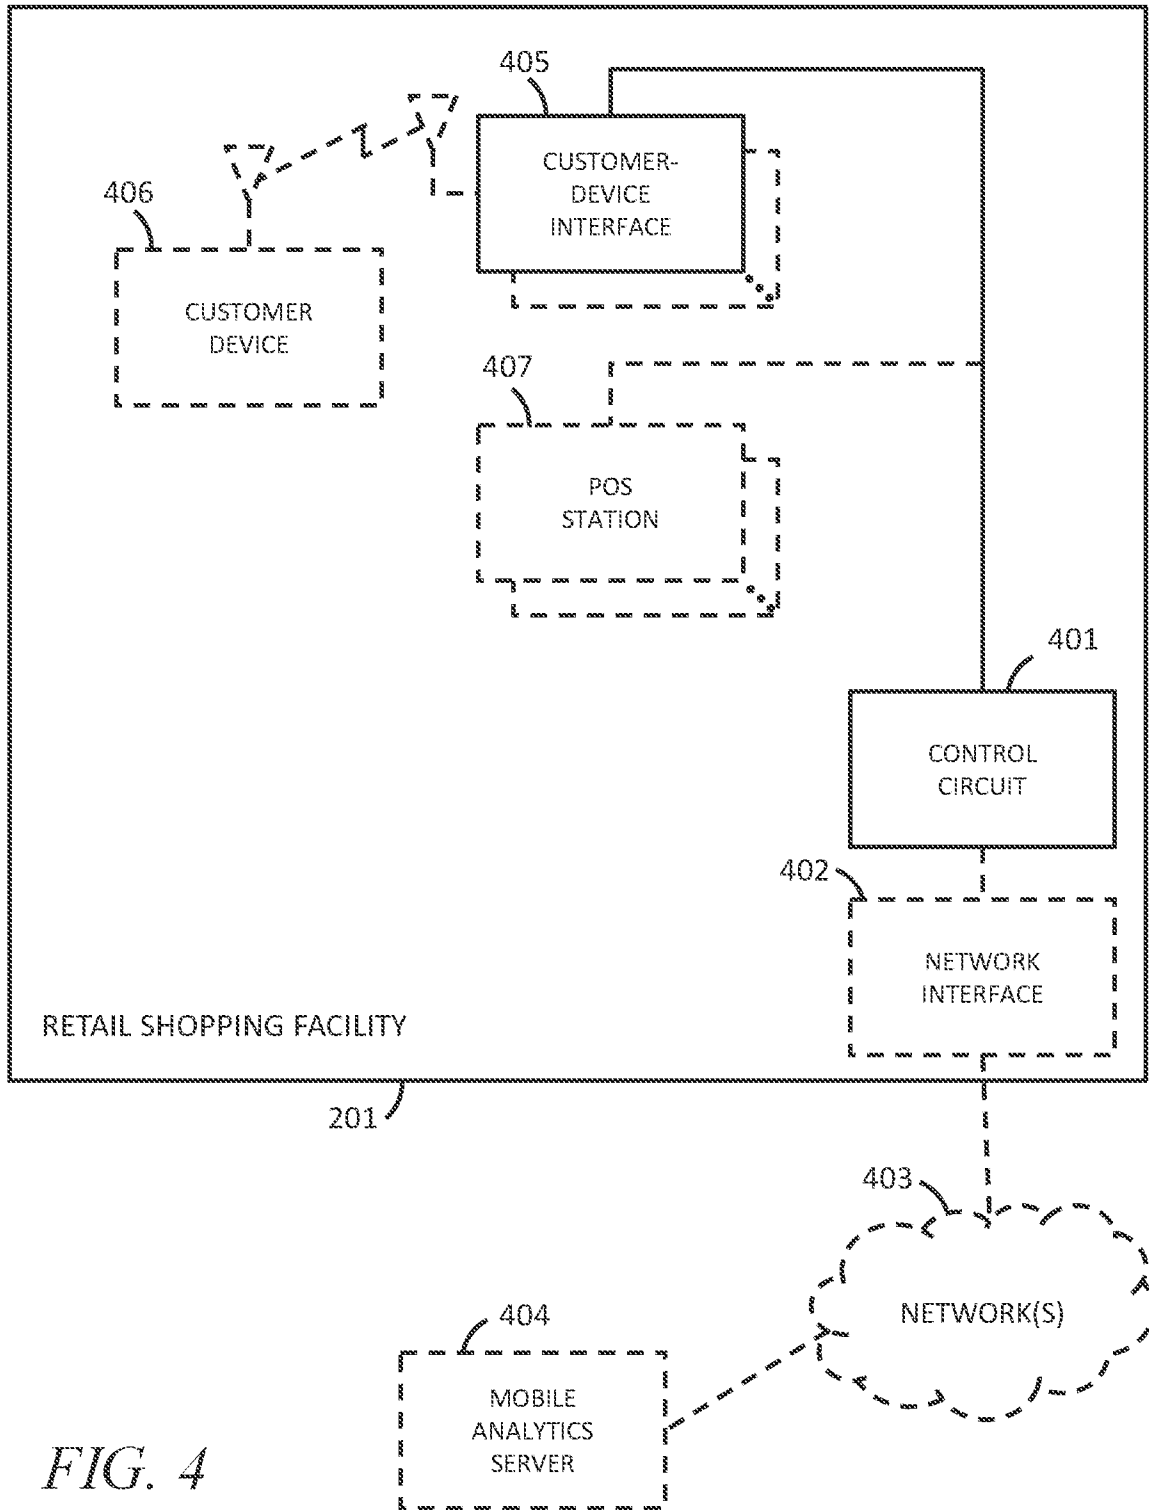 405
CUSTOMER-
DEVICE
INTERFACE
406
CUSTOMER
DEVICE
407
POS
STATION
401
CONTROL
CIRCUIT
402
NETWORK
INTERFACE
RETAIL SHOPPING FACILITY
201
403
NETWORK(S)
404
MOBILE
ANALYTICS
SERVER
FIG. 4